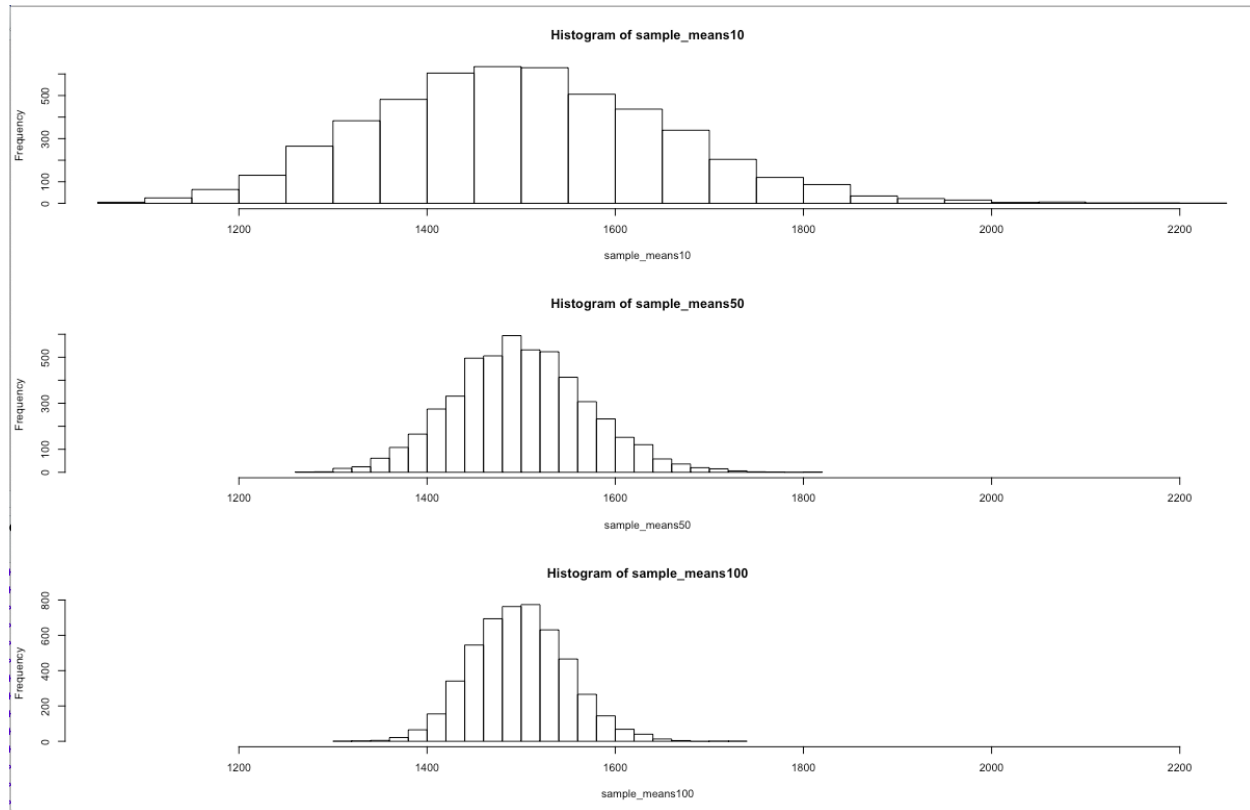 Histogram of sample_means10
Frequency
500
300
100
0
1200 1400 1600 1800 2000 2200
sample_means10
Histogram of sample_means50
Frequency
500
300
100
0
1200 1400 1600 1800 2000 2200
sample_means50
Histogram of sample_means100
Frequency
800
600
400
200
0
1200 1400 1600 1800 2000 2200
sample_means100